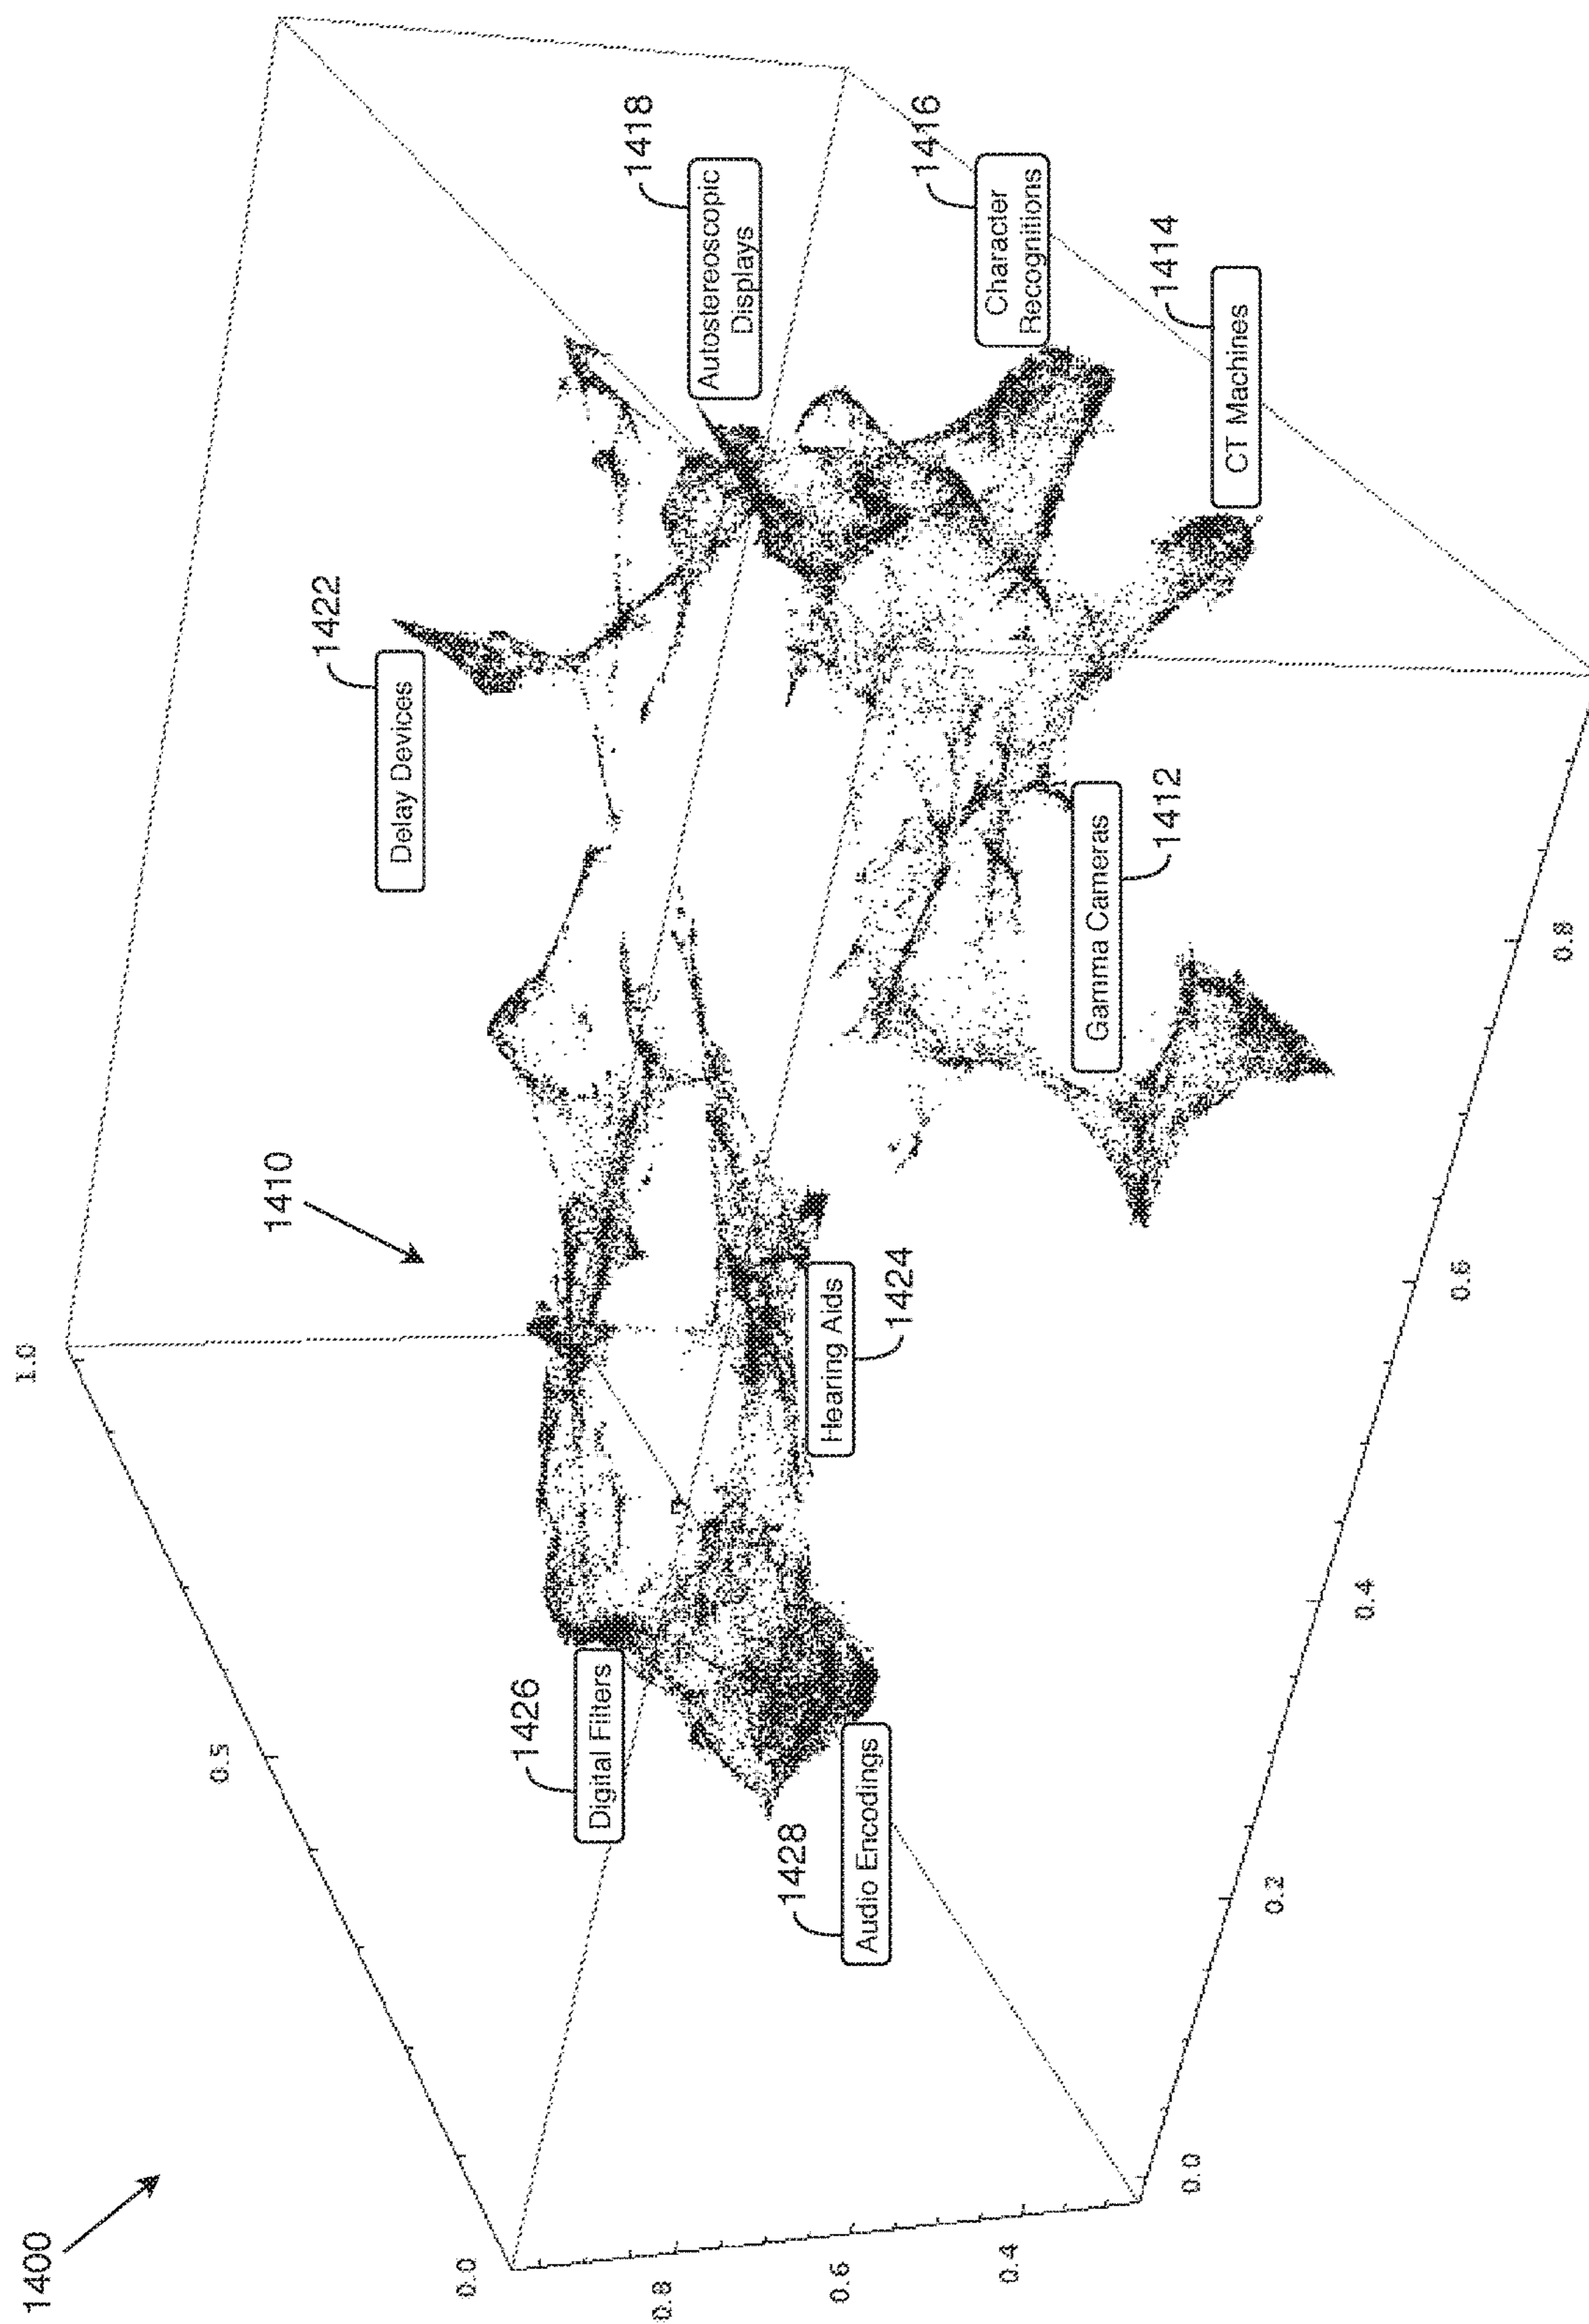 1400
1410
1.0
0.5
0.0
0.8
0.6
0.4
0.0
0.2
0.4
0.6
0.8
1422
Delay Devices
1418
Autostereoscopic
Displays
1416
Character
Recognitions
1414
CT Machines
Gamma Cameras
1412
Hearing Aids
1424
1426
Digital Filters
1428
Audio Encodings